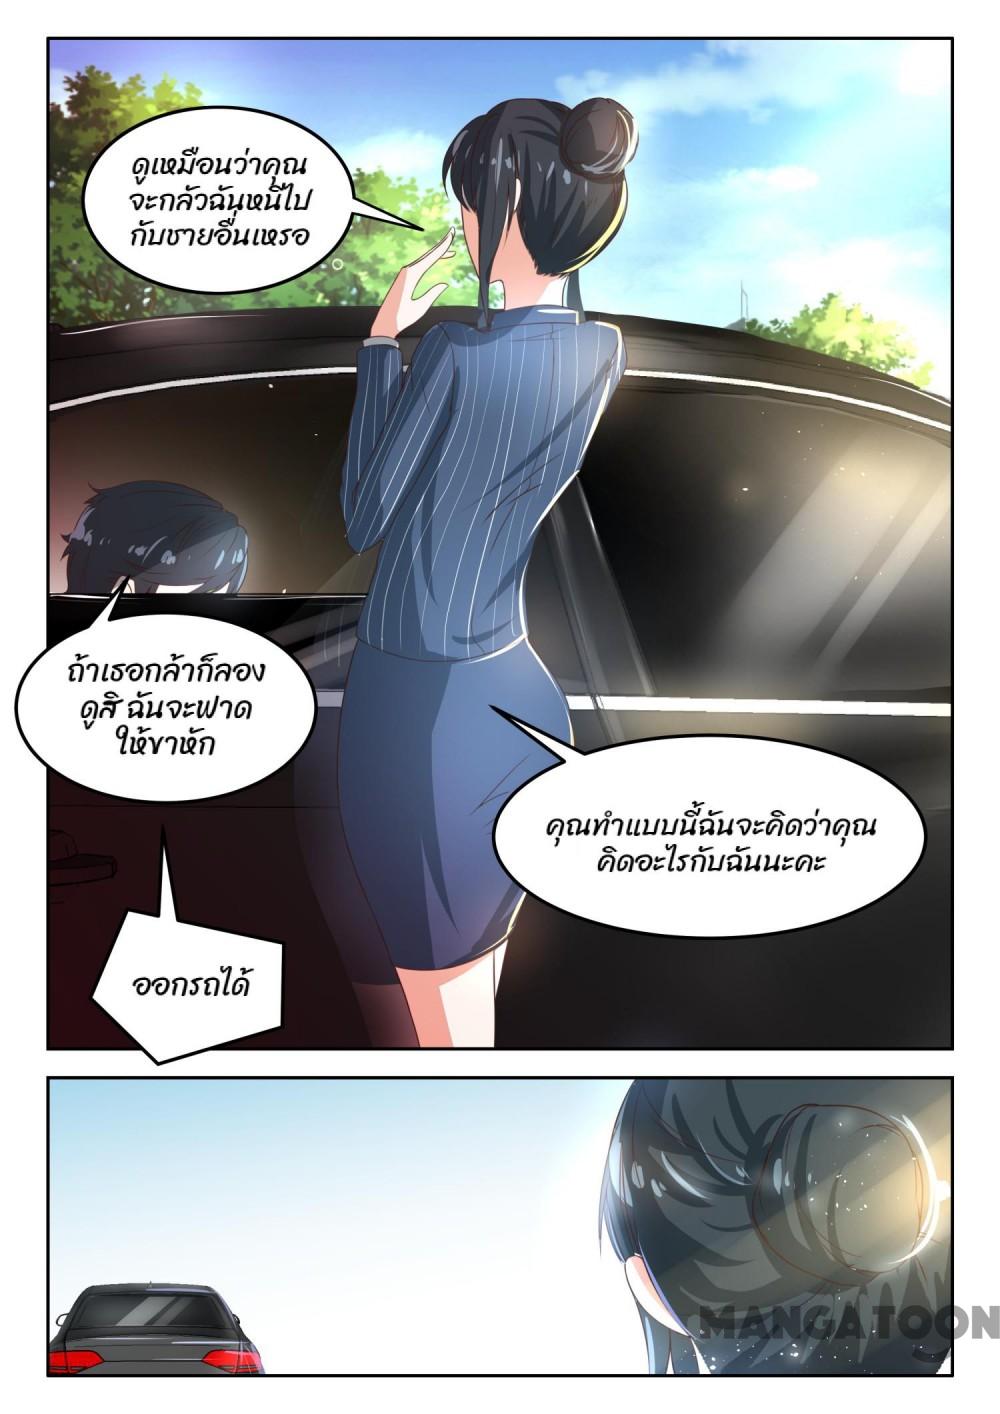 ดูเหมือนว่าคุณ
จะกลัวฉันหนีไป
กับชายอื่นเหรอ
ถ้าเธอกล้าก็ลอง
ดูสิ ฉันจะฟาด
ให้ขาหัก
คุณทำแบบนี้ฉันจะคิดว่าคุณ
คิดอะไรกับฉันนะคะ
ออกรถได้
MANGATOON